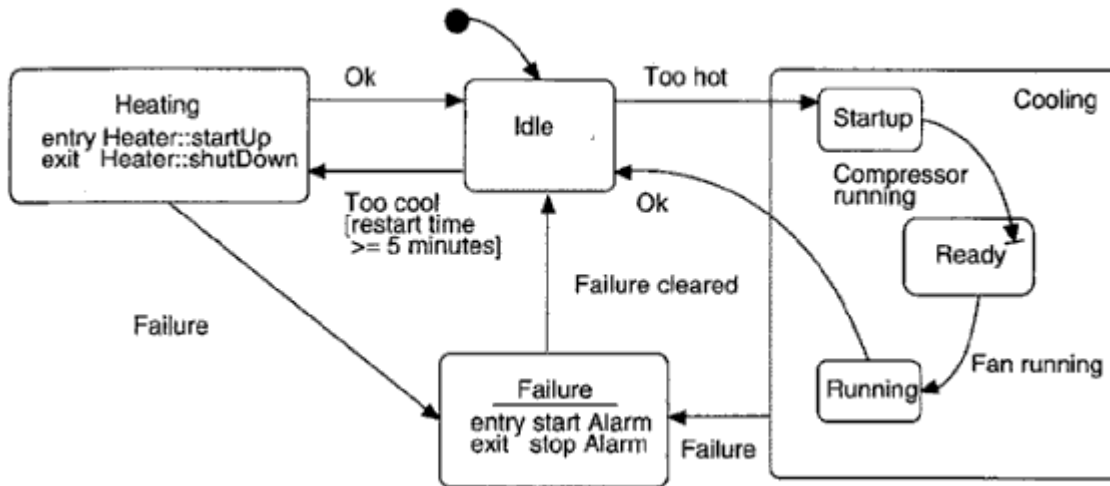 Heating
entry Heater::startUp
exit Heater::shutDown
Ok
Idle
Too hot
Cooling
Startup
Compressor
running
Ready
Fan running
Running
Ok
Too cool
[restart time
>= 5 minutes]
Failure cleared
Failure
Failure
entry start Alarm
exit stop Alarm
Failure